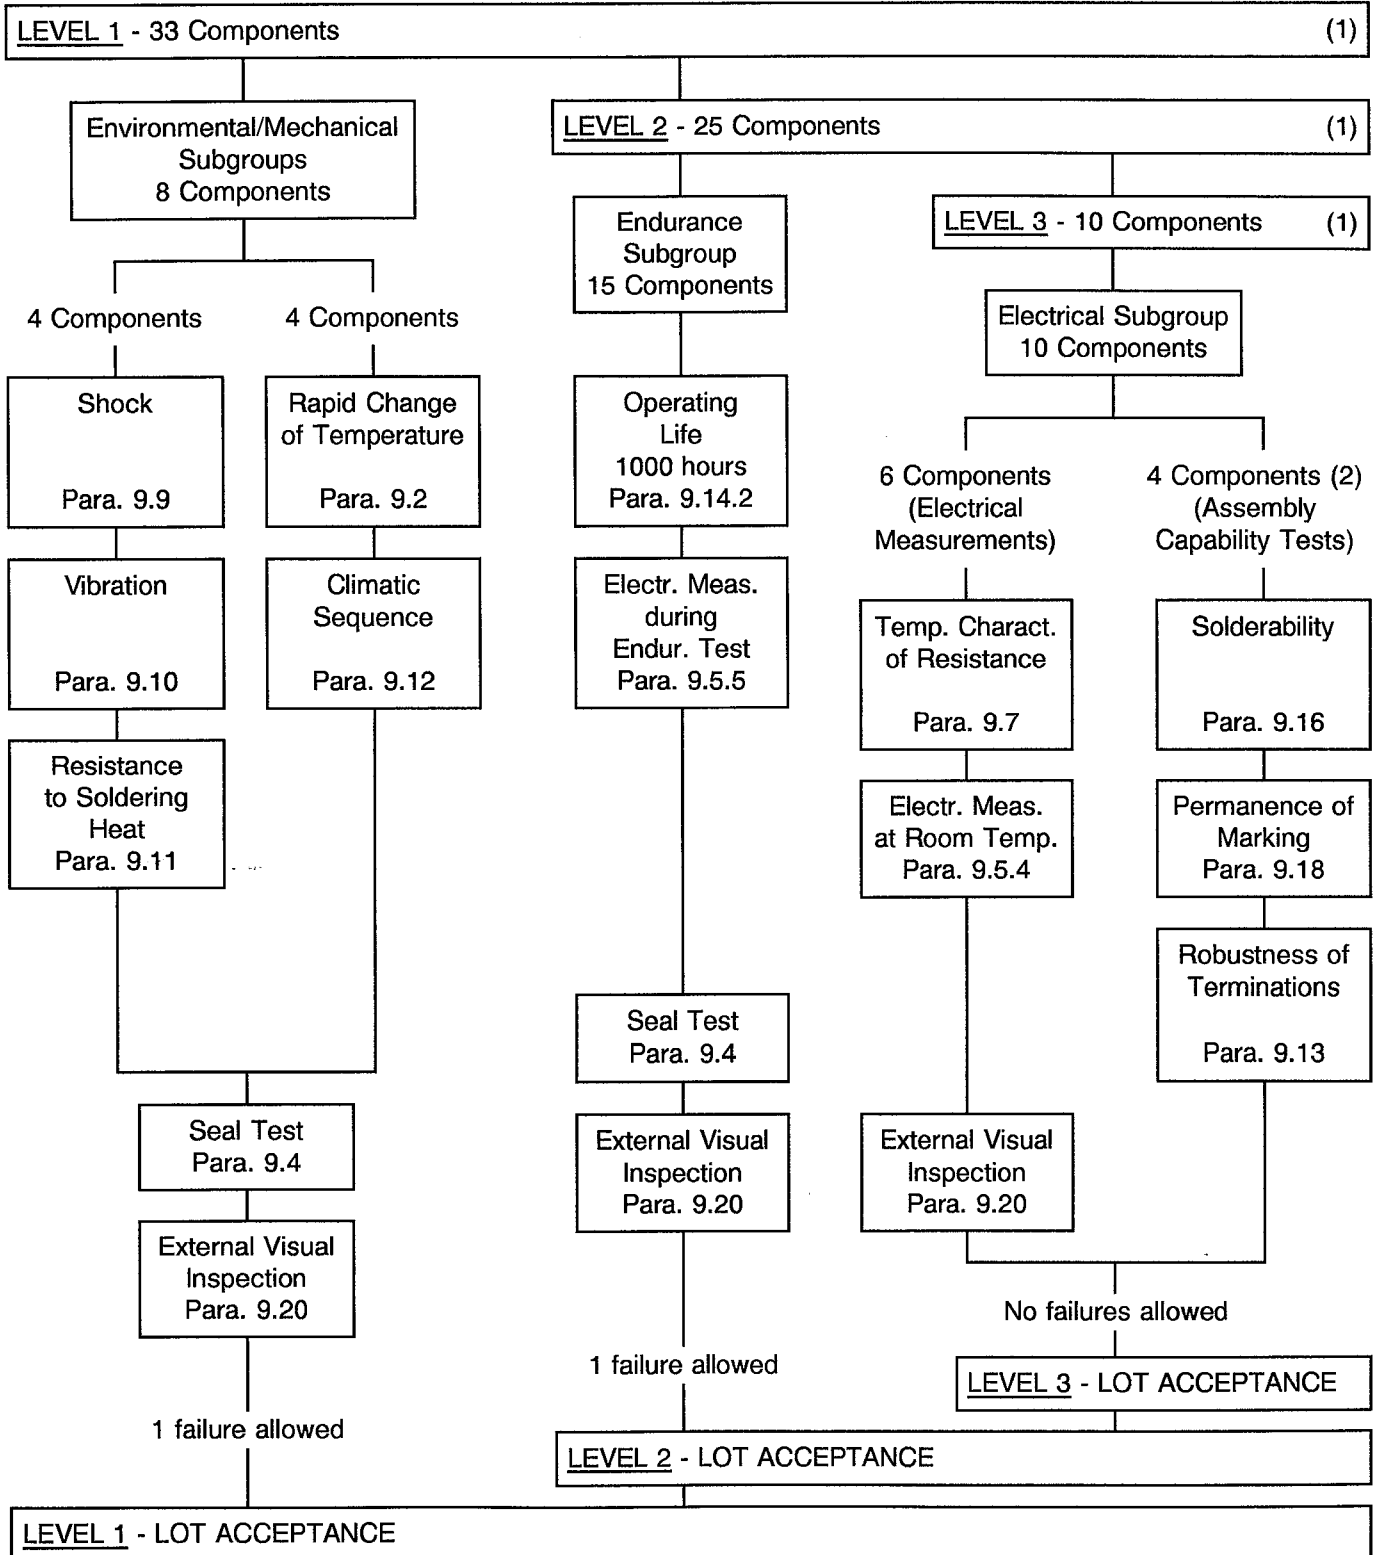 LEVEL 1 - 33 Components (1)
Environmental/Mechanical
Subgroups
8 Components
LEVEL 2 - 25 Components (1)
Endurance
Subgroup
15 Components
LEVEL 3 - 10 Components (1)
Electrical Subgroup
10 Components
4 Components
4 Components
Shock
Para. 9.9
Rapid Change
of Temperature
Para. 9.2
Operating
Life
1000 hours
Para. 9.14.2
6 Components
(Electrical
Measurements)
4 Components (2)
(Assembly
Capability Tests)
Vibration
Para. 9.10
Climatic
Sequence
Para. 9.12
Electr. Meas.
during
Endur. Test
Para. 9.5.5
Temp. Charact.
of Resistance
Para. 9.7
Solderability
Para. 9.16
Resistance
to Soldering
Heat
Para. 9.11
Electr. Meas.
at Room Temp.
Para. 9.5.4
Permanence of
Marking
Para. 9.18
Robustness of
Terminations
Para. 9.13
Seal Test
Para. 9.4
Seal Test
Para. 9.4
External Visual
Inspection
Para. 9.20
External Visual
Inspection
Para. 9.20
External Visual
Inspection
Para. 9.20
No failures allowed
1 failure allowed
LEVEL 3 - LOT ACCEPTANCE
1 failure allowed
LEVEL 2 - LOT ACCEPTANCE
LEVEL 1 - LOT ACCEPTANCE